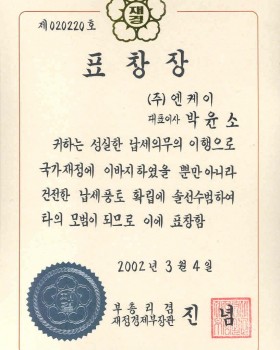 재경
제020220호
표창장
(주)엔케이
대표이사 박윤소
귀하는 성실한 납세의무의 이행으로
국가재정에 이바지하였을 뿐만아니라
건전한 납세풍토 확립에 솔선수범하여
타의 모범이 되므로 이에 표창함
2002년 3월 4일
부총리 겸
재정경제부장관 진념